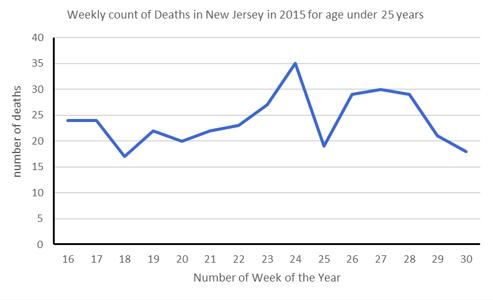 Weekly count of Deaths in New Jersey in 2015 for age under 25 years
number of deaths
40
35
30
25
20
15
10
5
0
16 17 18 19 20 21 22 23 24 25 26 27 28 29 30
Number of Week of the Year